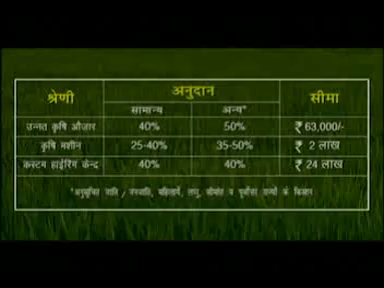 श्रेणी अनुदान सीमा
सामान्य अन्य*
उन्नत कृषि औज़ार 40% 50% ₹ 63,000/-
कृषि मशीन 25-40% 35-50% ₹ 2 लाख
कस्टम हाईरिंग केन्द्र 40% 40% ₹ 24 लाख
*अनुसूचित जाति / जनजाति, महिलायें, लघु, सीमांत व पूर्वोत्तर राज्यों के किसान